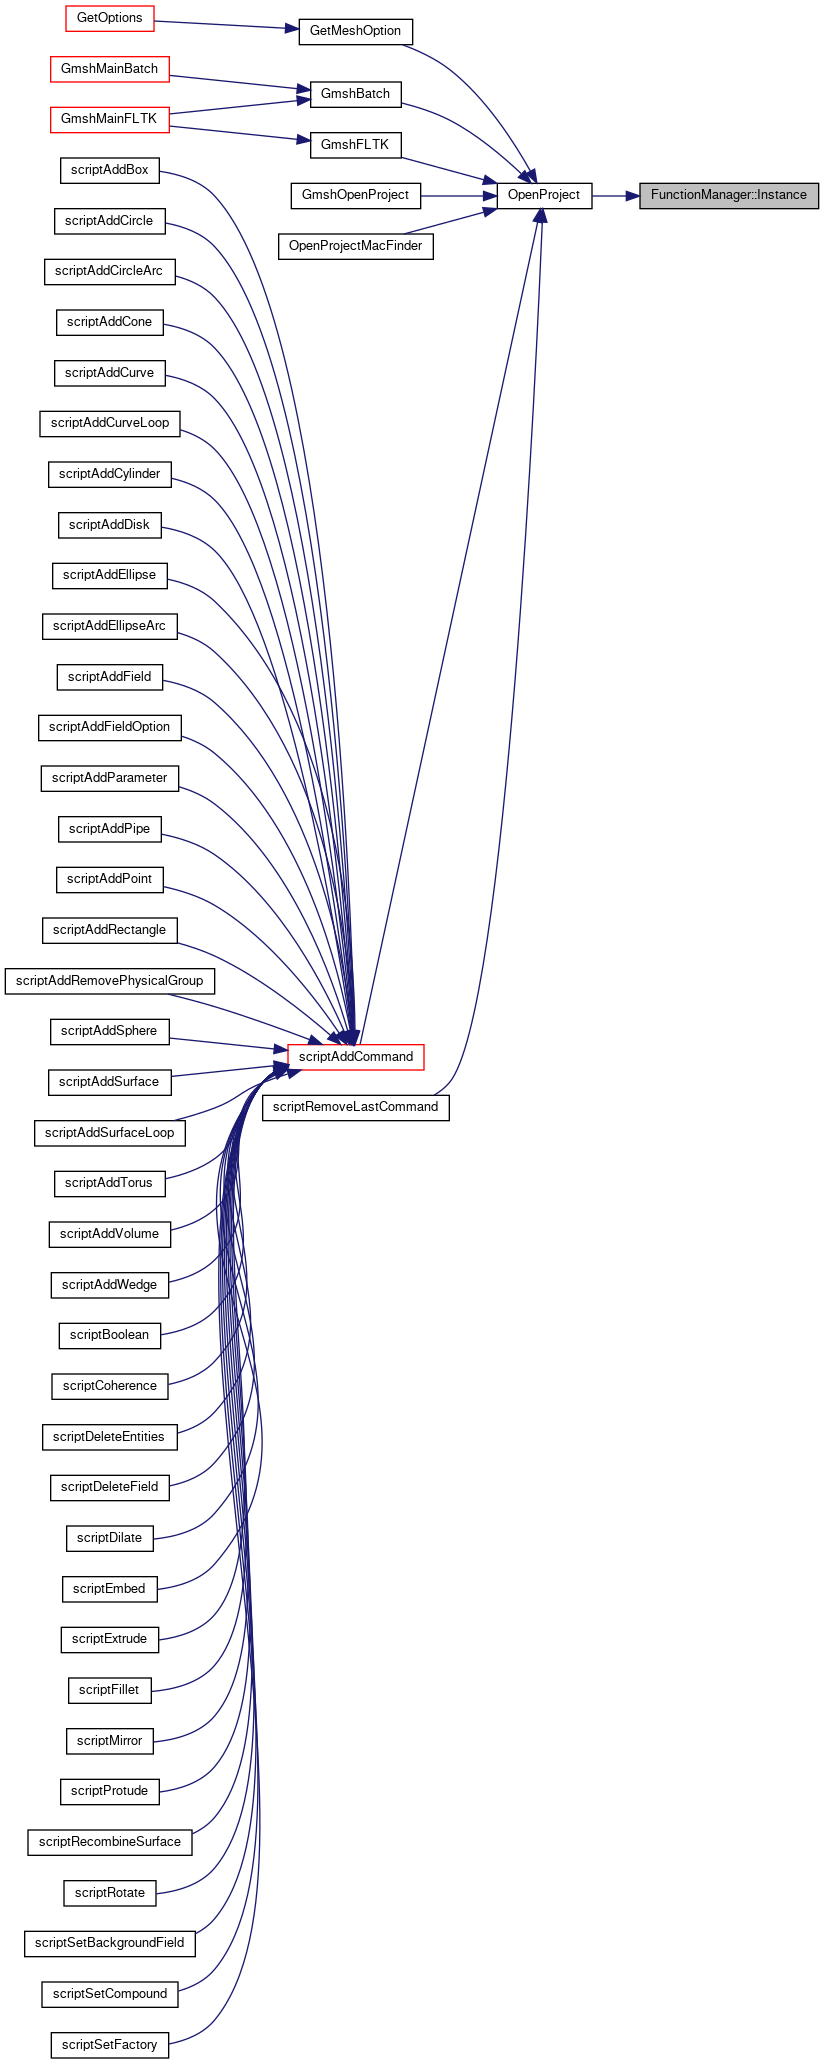 GetOptions
GetMeshOption
GmshMainBatch
GmshBatch
GmshMainFLTK
GmshFLTK
scriptAddBox
GmshOpenProject
OpenProject
FunctionManager::Instance
scriptAddCircle
OpenProjectMacFinder
scriptAddCircleArc
scriptAddCone
scriptAddCurve
scriptAddCurveLoop
scriptAddCylinder
scriptAddDisk
scriptAddEllipse
scriptAddEllipseArc
scriptAddField
scriptAddFieldOption
scriptAddParameter
scriptAddPipe
scriptAddPoint
scriptAddRectangle
scriptAddRemovePhysicalGroup
scriptAddSphere
scriptAddCommand
scriptAddSurface
scriptRemoveLastCommand
scriptAddSurfaceLoop
scriptAddTorus
scriptAddVolume
scriptAddWedge
scriptBoolean
scriptCoherence
scriptDeleteEntities
scriptDeleteField
scriptDilate
scriptEmbed
scriptExtrude
scriptFillet
scriptMirror
scriptProtude
scriptRecombineSurface
scriptRotate
scriptSetBackgroundField
scriptSetCompound
scriptSetFactory